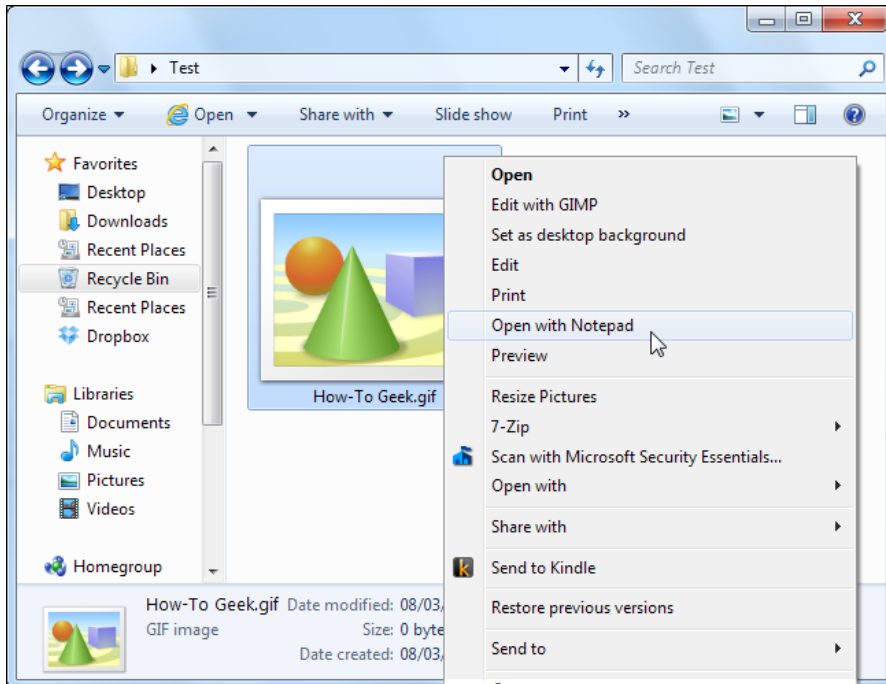 Test
Search Test
Organize
Open
Share with
Slide show
Print
»
Favorites
Desktop
Downloads
Recent Places
Recycle Bin
Recent Places
Dropbox
Libraries
Documents
Music
Pictures
Videos
Homegroup
How-To Geek.gif
Open
Edit with GIMP
Set as desktop background
Edit
Print
Open with Notepad
Preview
Resize Pictures
7-Zip
Scan with Microsoft Security Essentials...
Open with
Share with
k Send to Kindle
Restore previous versions
Send to
How-To Geek.gif Date modified: 08/03/
GIF image Size: 0 byte
Date created: 08/03/